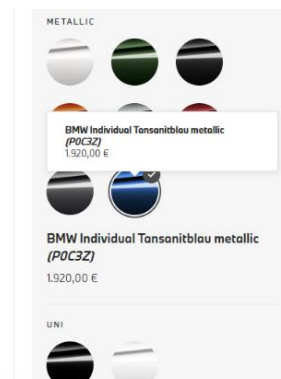 METALLIC
BMW Individual Tansanitblau metallic
(P0C3Z)
1.920,00 €
BMW Individual Tansanitblau metallic
(P0C3Z)
1.920,00 €
UNI